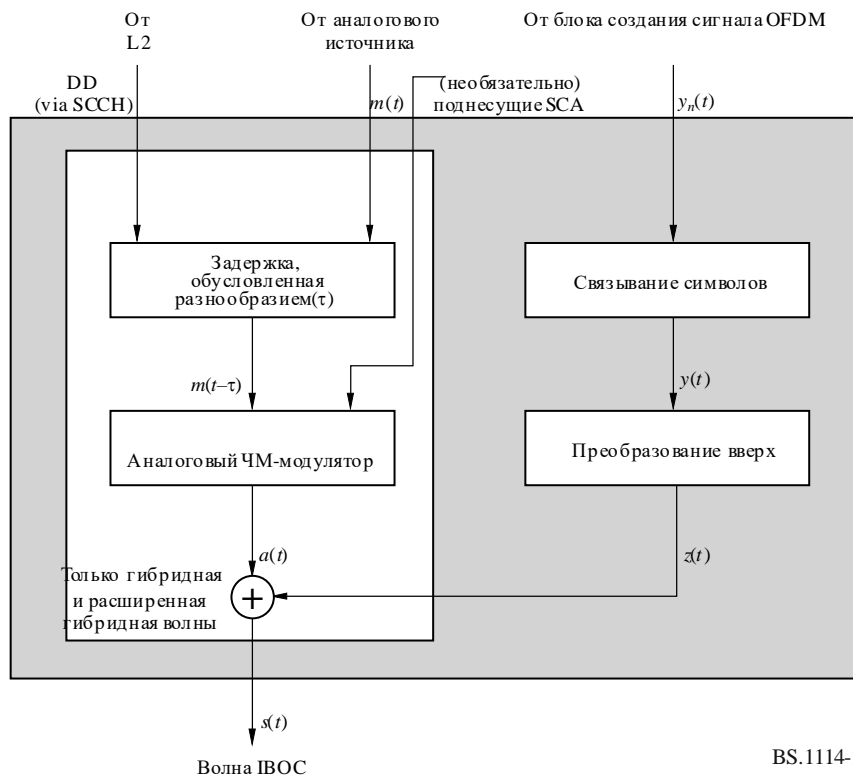 От
L2
От аналогового
источника
От блока создания сигнала OFDM
DD
(via SCCH)
m(t)
(необязательно)
поднесущие SCA
yn(t)
Задержка,
обусловленная
разнообразием(τ)
Связывание символов
m(t–τ)
y(t)
Аналоговый ЧМ-модулятор
Преобразование вверх
a(t)
z(t)
Только гибридная
и расширенная
гибридная волны
+
s(t)
Волна IBOC
BS.1114-